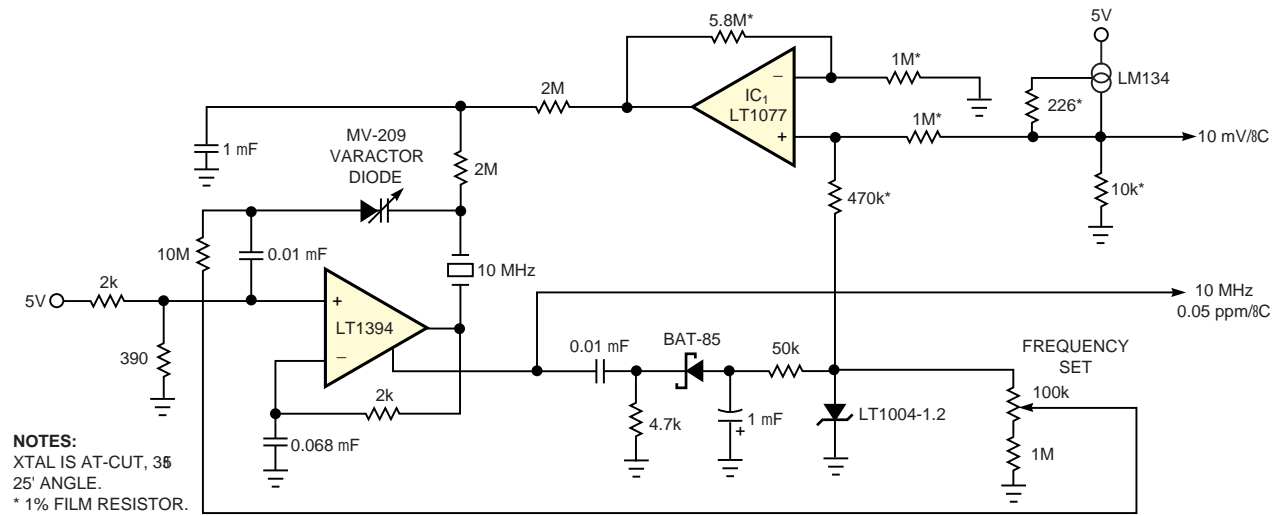 5.8M*
5V
2M
IC1
LT1077
−
+
1M*
1M*
LM134
226*
10 mV/8C
10k*
1 mF
MV-209
VARACTOR
DIODE
2M
470k*
10M
0.01 mF
10 MHz
5V
2k
390
+
LT1394
−
2k
0.068 mF
10 MHz
0.05 ppm/8C
0.01 mF
BAT-85
50k
4.7k
1 mF
+
LT1004-1.2
FREQUENCY
SET
100k
1M
NOTES:
XTAL IS AT-CUT,
25' ANGLE.
* 1% FILM RESISTOR.